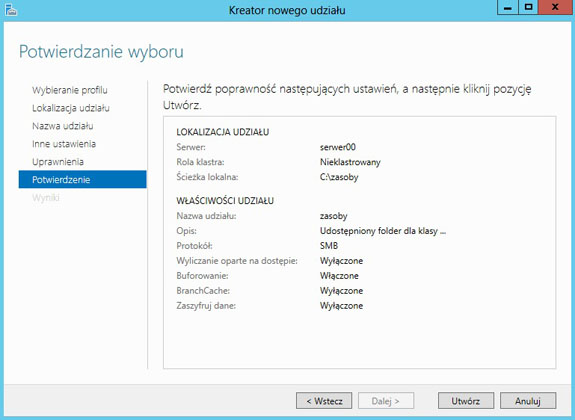 Kreator nowego udziału
Potwierdzanie wyboru
Wybieranie profilu
Lokalizacja udziału
Nazwa udziału
Inne ustawienia
Uprawnienia
Potwierdzenie
Wyniki
Potwierdź poprawność następujących ustawień, a następnie kliknij pozycję
Utwórz.
LOKALIZACJA UDZIAŁU
Serwer: serwer00
Rola klastra: Nieklastrowany
Ścieżka lokalna: C:\zasoby
WŁAŚCIWOŚCI UDZIAŁU
Nazwa udziału: zasoby
Opis: Udostępniony folder dla klasy ...
Protokół: SMB
Wyliczanie oparte na dostępie: Wyłączone
Buforowanie: Włączone
BranchCache: Wyłączone
Zaszyfruj dane: Wyłączone
< Wstecz Dalej > Utwórz Anuluj